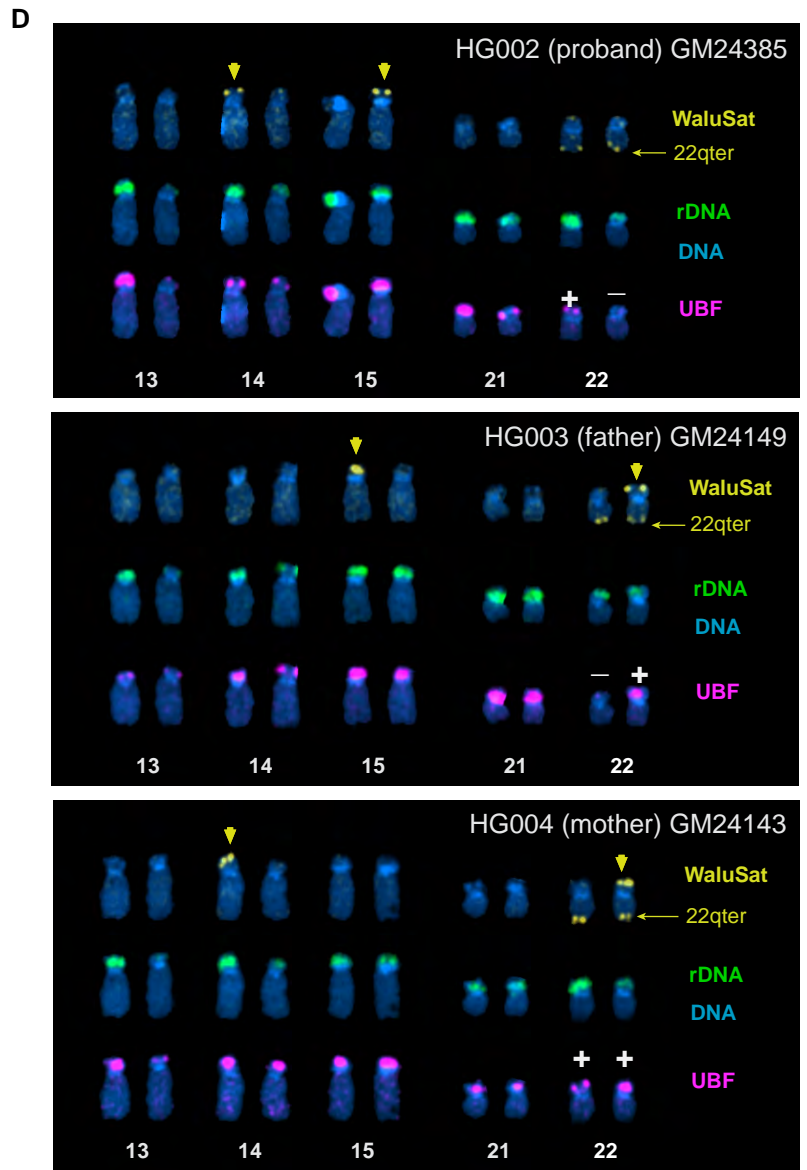 D
HG002 (proband) GM24385
WaluSat
22qter
rDNA
DNA
+ –
UBF
13 14 15 21 22
HG003 (father) GM24149
WaluSat
22qter
rDNA
DNA
– +
UBF
13 14 15 21 22
HG004 (mother) GM24143
WaluSat
22qter
rDNA
DNA
+ +
UBF
13 14 15 21 22